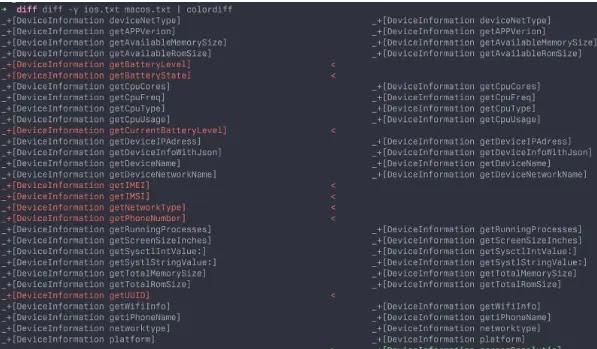 → diff diff -y ios.txt macos.txt | colordiff
_+[DeviceInformation deviceNetType] _+[DeviceInformation deviceNetType]
_+[DeviceInformation getAPPVerion] _+[DeviceInformation getAPPVerion]
_+[DeviceInformation getAvailableMemorySize] _+[DeviceInformation getAvailableMemorySize]
_+[DeviceInformation getAvailableRomSize] _+[DeviceInformation getAvailableRomSize]
_+[DeviceInformation getBatteryLevel] <
_+[DeviceInformation getBatteryState] <
_+[DeviceInformation getCpuCores] _+[DeviceInformation getCpuCores]
_+[DeviceInformation getCpuFreq] _+[DeviceInformation getCpuFreq]
_+[DeviceInformation getCpuType] _+[DeviceInformation getCpuType]
_+[DeviceInformation getCpuUsage] _+[DeviceInformation getCpuUsage]
_+[DeviceInformation getCurrentBatteryLevel] <
_+[DeviceInformation getDeviceIPAdress] _+[DeviceInformation getDeviceIPAdress]
_+[DeviceInformation getDeviceInfoWithJson] _+[DeviceInformation getDeviceInfoWithJson]
_+[DeviceInformation getDeviceName] _+[DeviceInformation getDeviceName]
_+[DeviceInformation getDeviceNetworkName] _+[DeviceInformation getDeviceNetworkName]
_+[DeviceInformation getIMEI] <
_+[DeviceInformation getIMSI] <
_+[DeviceInformation getNetworkType] <
_+[DeviceInformation getPhoneNumber] <
_+[DeviceInformation getRunningProcesses] _+[DeviceInformation getRunningProcesses]
_+[DeviceInformation getScreenSizeInches] _+[DeviceInformation getScreenSizeInches]
_+[DeviceInformation getSysctlIntValue:] _+[DeviceInformation getSysctlIntValue:]
_+[DeviceInformation getSystlStringValue:] _+[DeviceInformation getSystlStringValue:]
_+[DeviceInformation getTotalMemorySize] _+[DeviceInformation getTotalMemorySize]
_+[DeviceInformation getTotalRomSize] _+[DeviceInformation getTotalRomSize]
_+[DeviceInformation getUUID] <
_+[DeviceInformation getWifiInfo] _+[DeviceInformation getWifiInfo]
_+[DeviceInformation getiPhoneName] _+[DeviceInformation getiPhoneName]
_+[DeviceInformation networktype] _+[DeviceInformation networktype]
_+[DeviceInformation platform] _+[DeviceInformation platform]